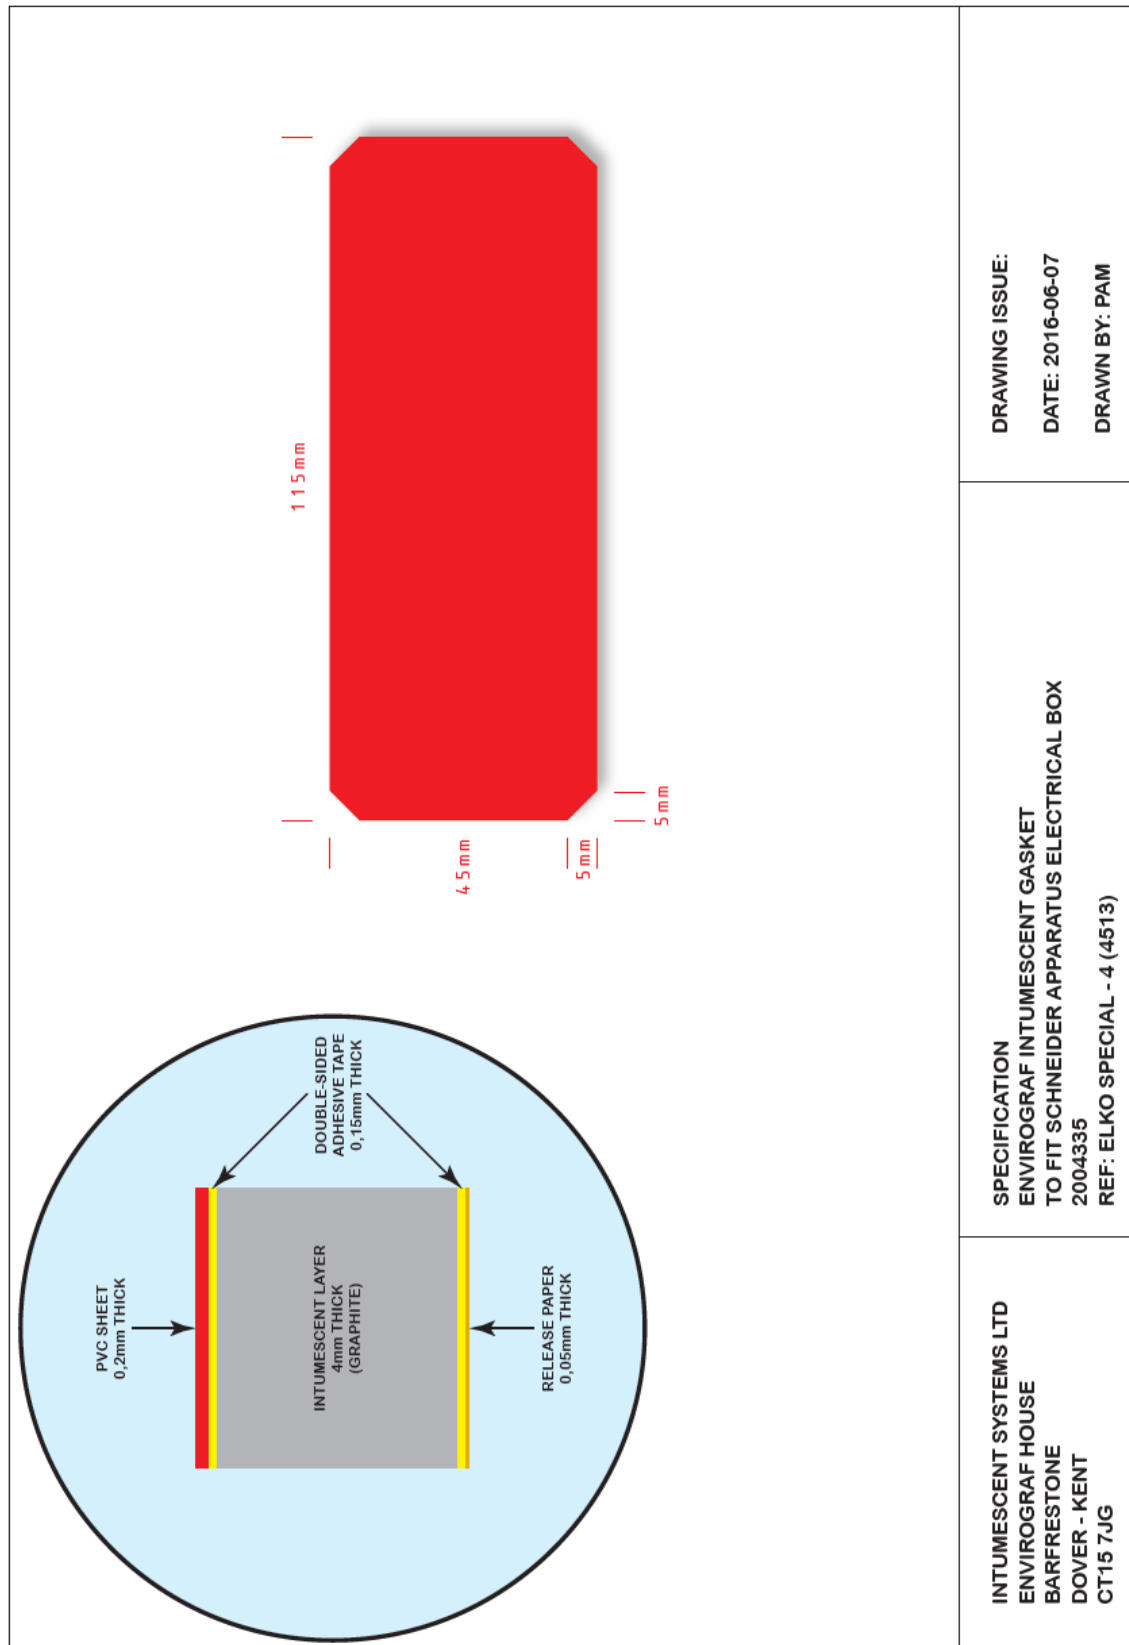 PVC SHEET
0,2mm THICK
DOUBLE-SIDED
ADHESIVE TAPE
0,15mm THICK
INTUMESCENT LAYER
4mm THICK
(GRAPHITE)
RELEASE PAPER
0,05mm THICK
115mm
45mm
5mm
5mm
INTUMESCENT SYSTEMS LTD
ENVIROGRAF HOUSE
BARFRESTONE
DOVER - KENT
CT15 7JG
SPECIFICATION
ENVIROGRAF INTUMESCENT GASKET
TO FIT SCHNEIDER APPARATUS ELECTRICAL BOX
2004335
REF: ELKO SPECIAL - 4 (4513)
DRAWING ISSUE:
DATE: 2016-06-07
DRAWN BY: PAM